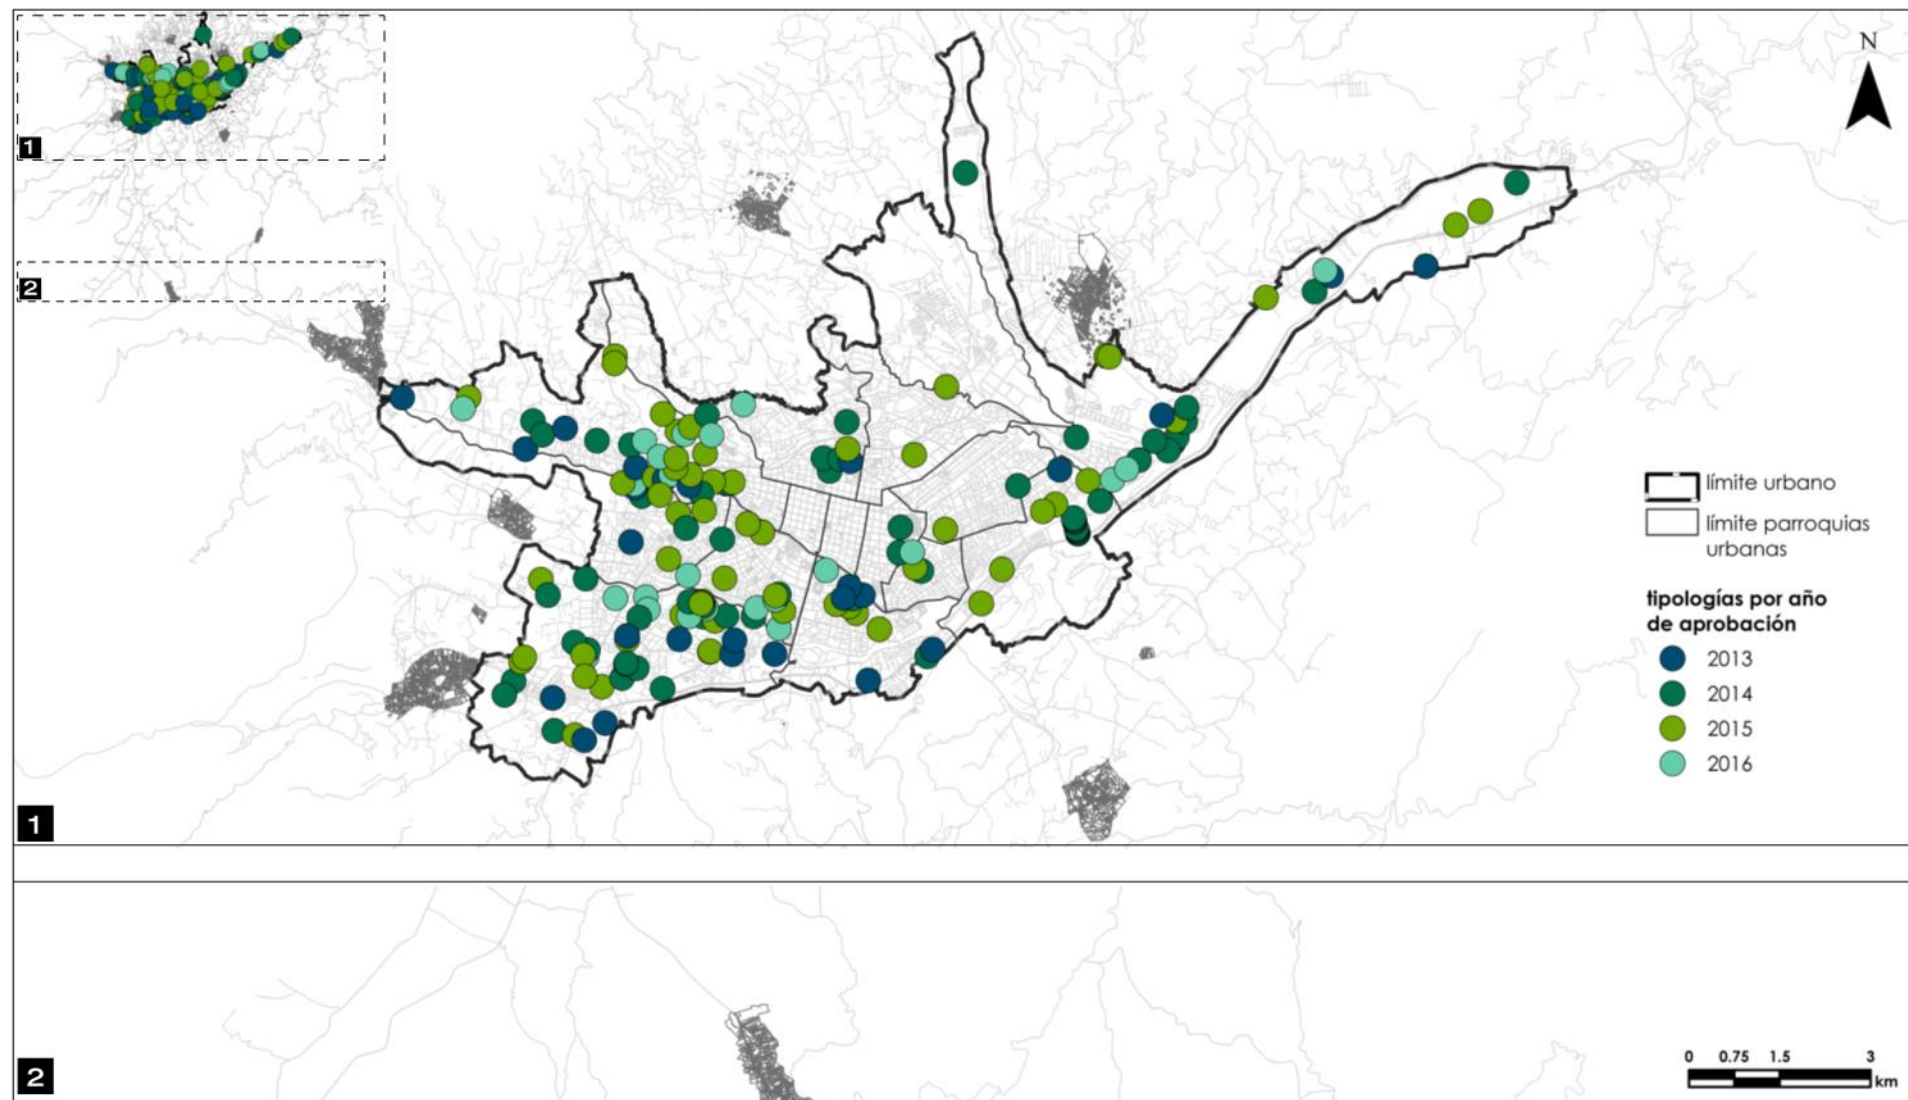 1
2
N
límite urbano
límite parroquias
urbanas
tipologías por año
de aprobación
2013
2014
2015
2016
1
2
0 0.75 1.5 3
km